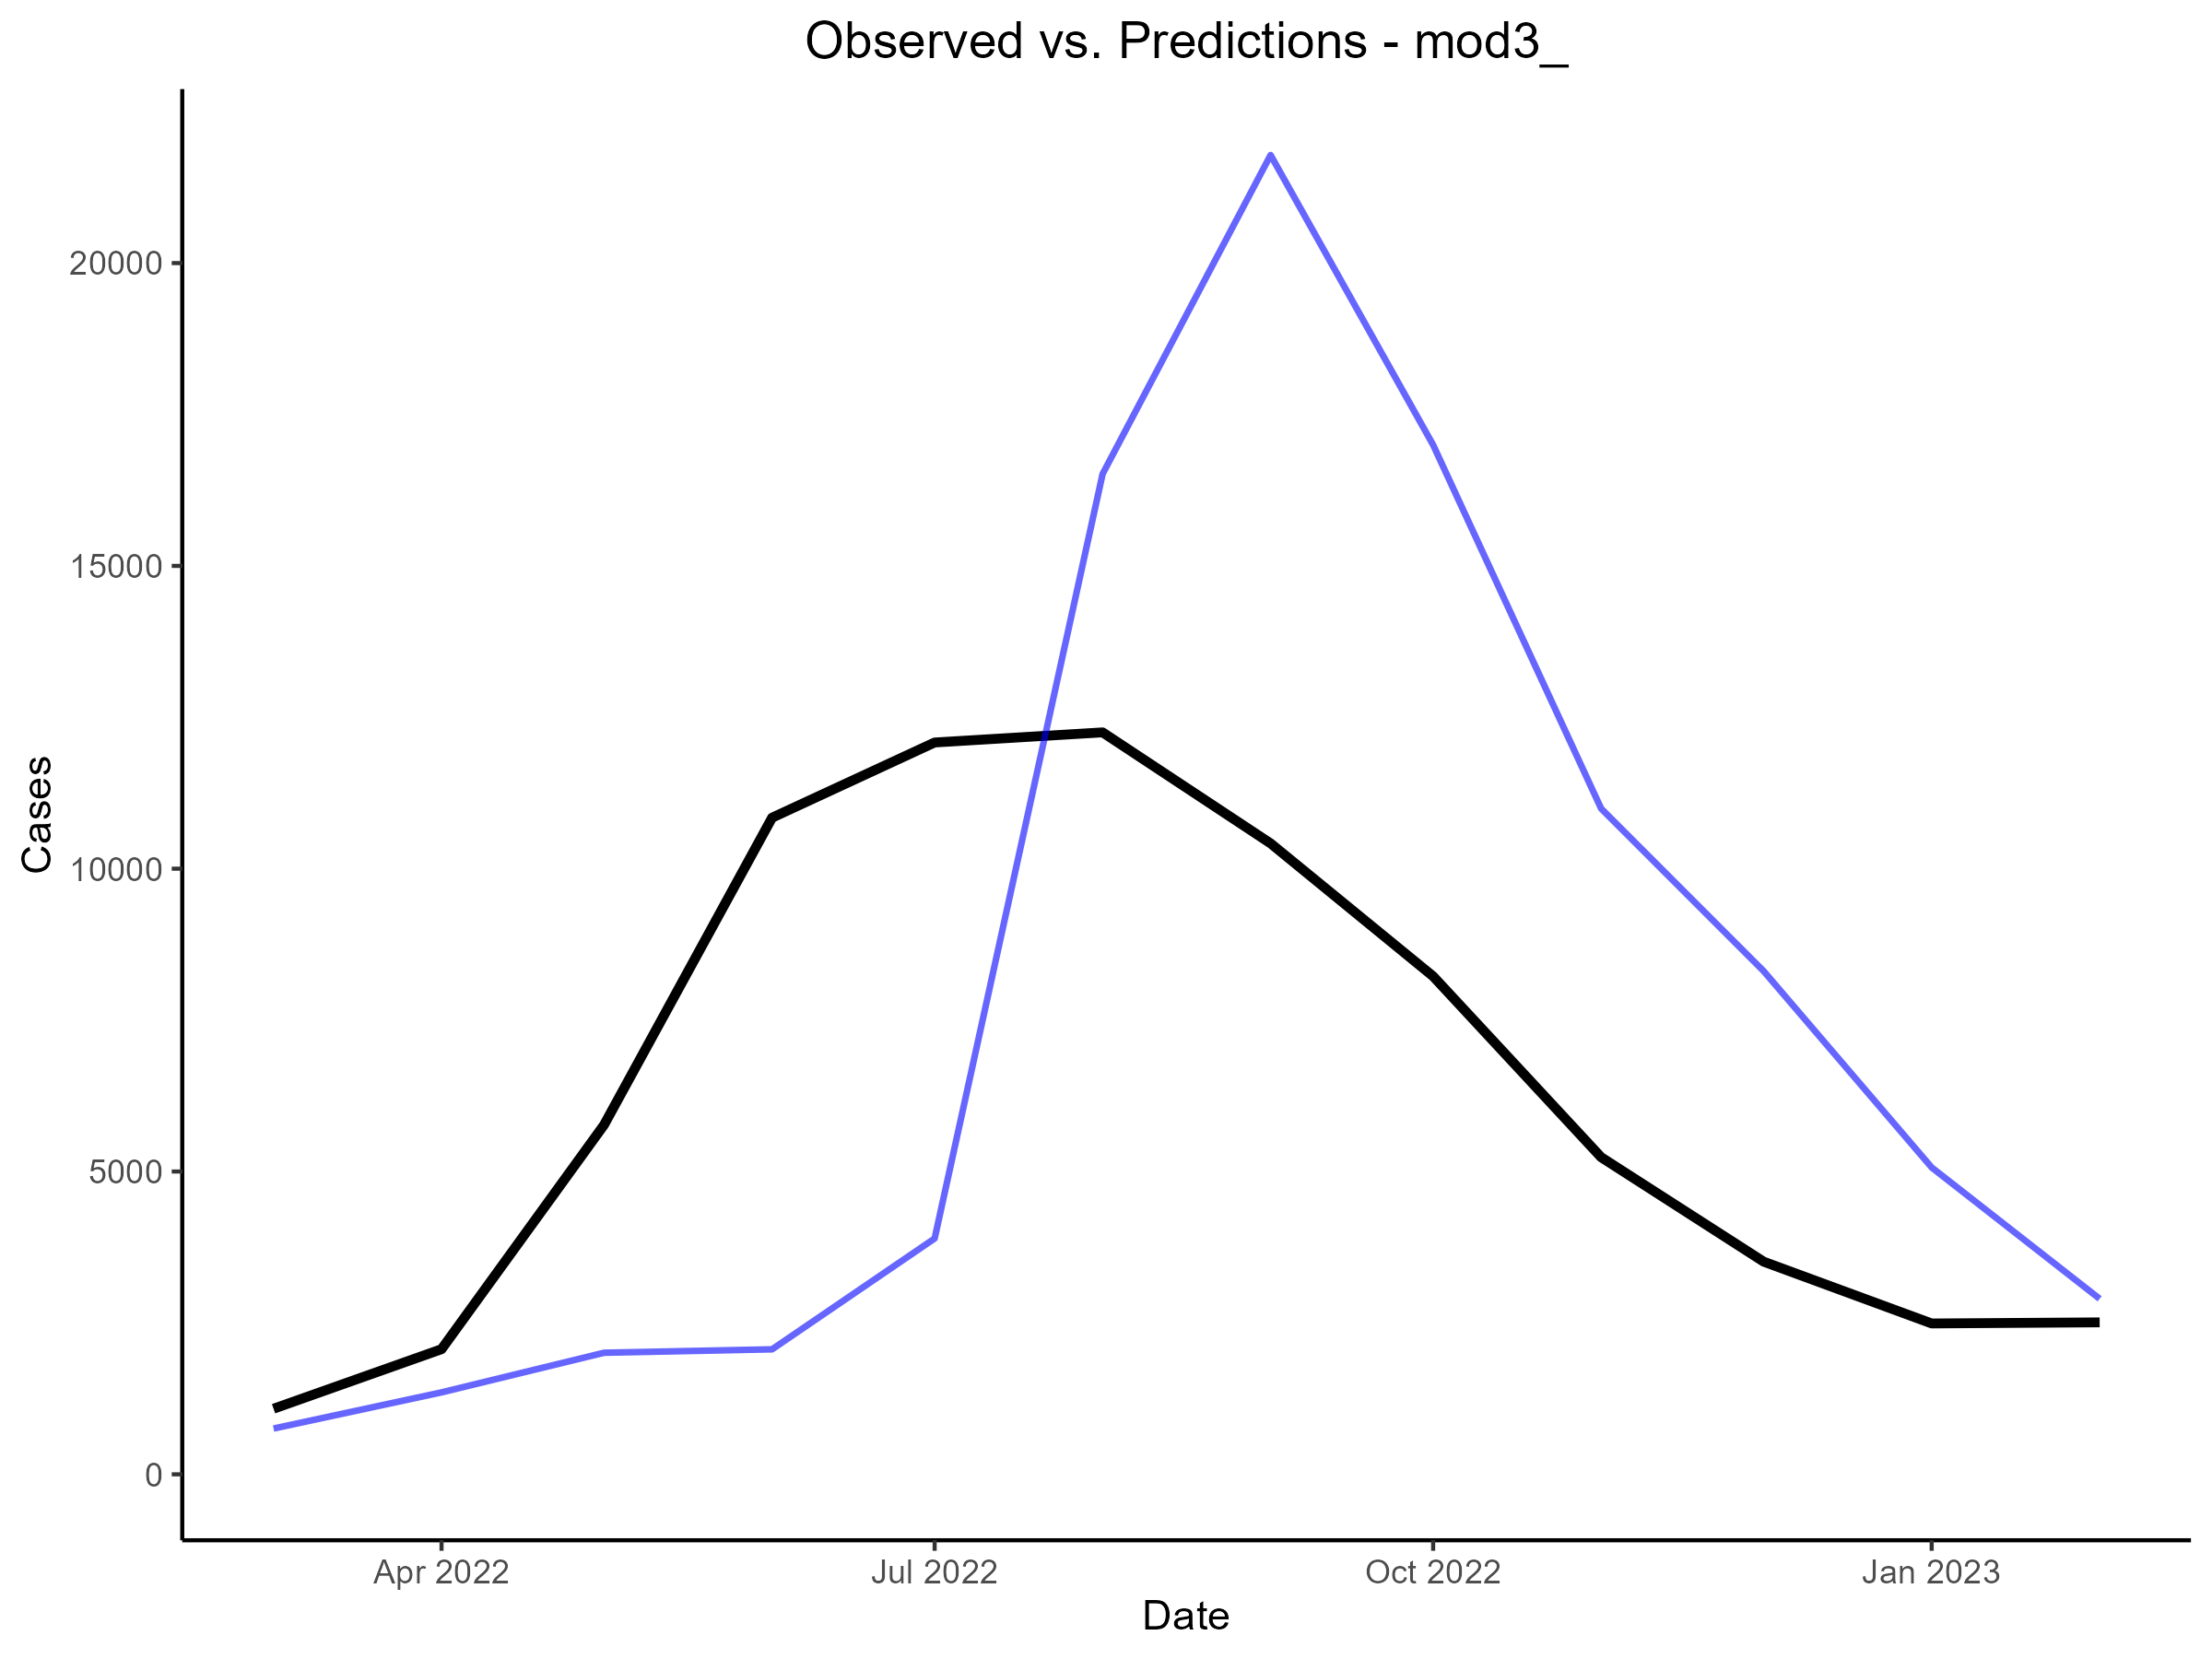 Observed vs. Predictions - mod3_
Cases
20000
15000
10000
5000
0
Apr 2022
Jul 2022
Oct 2022
Jan 2023
Date